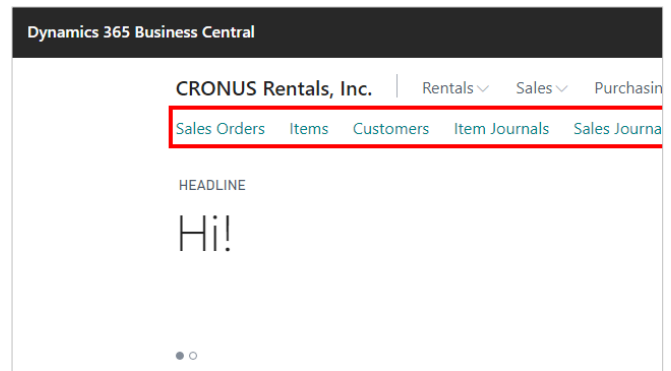 Dynamics 365 Business Central
CRONUS Rentals, Inc. Rentals Sales Purchasin
Sales Orders Items Customers Item Journals Sales Journa
HEADLINE
Hi!